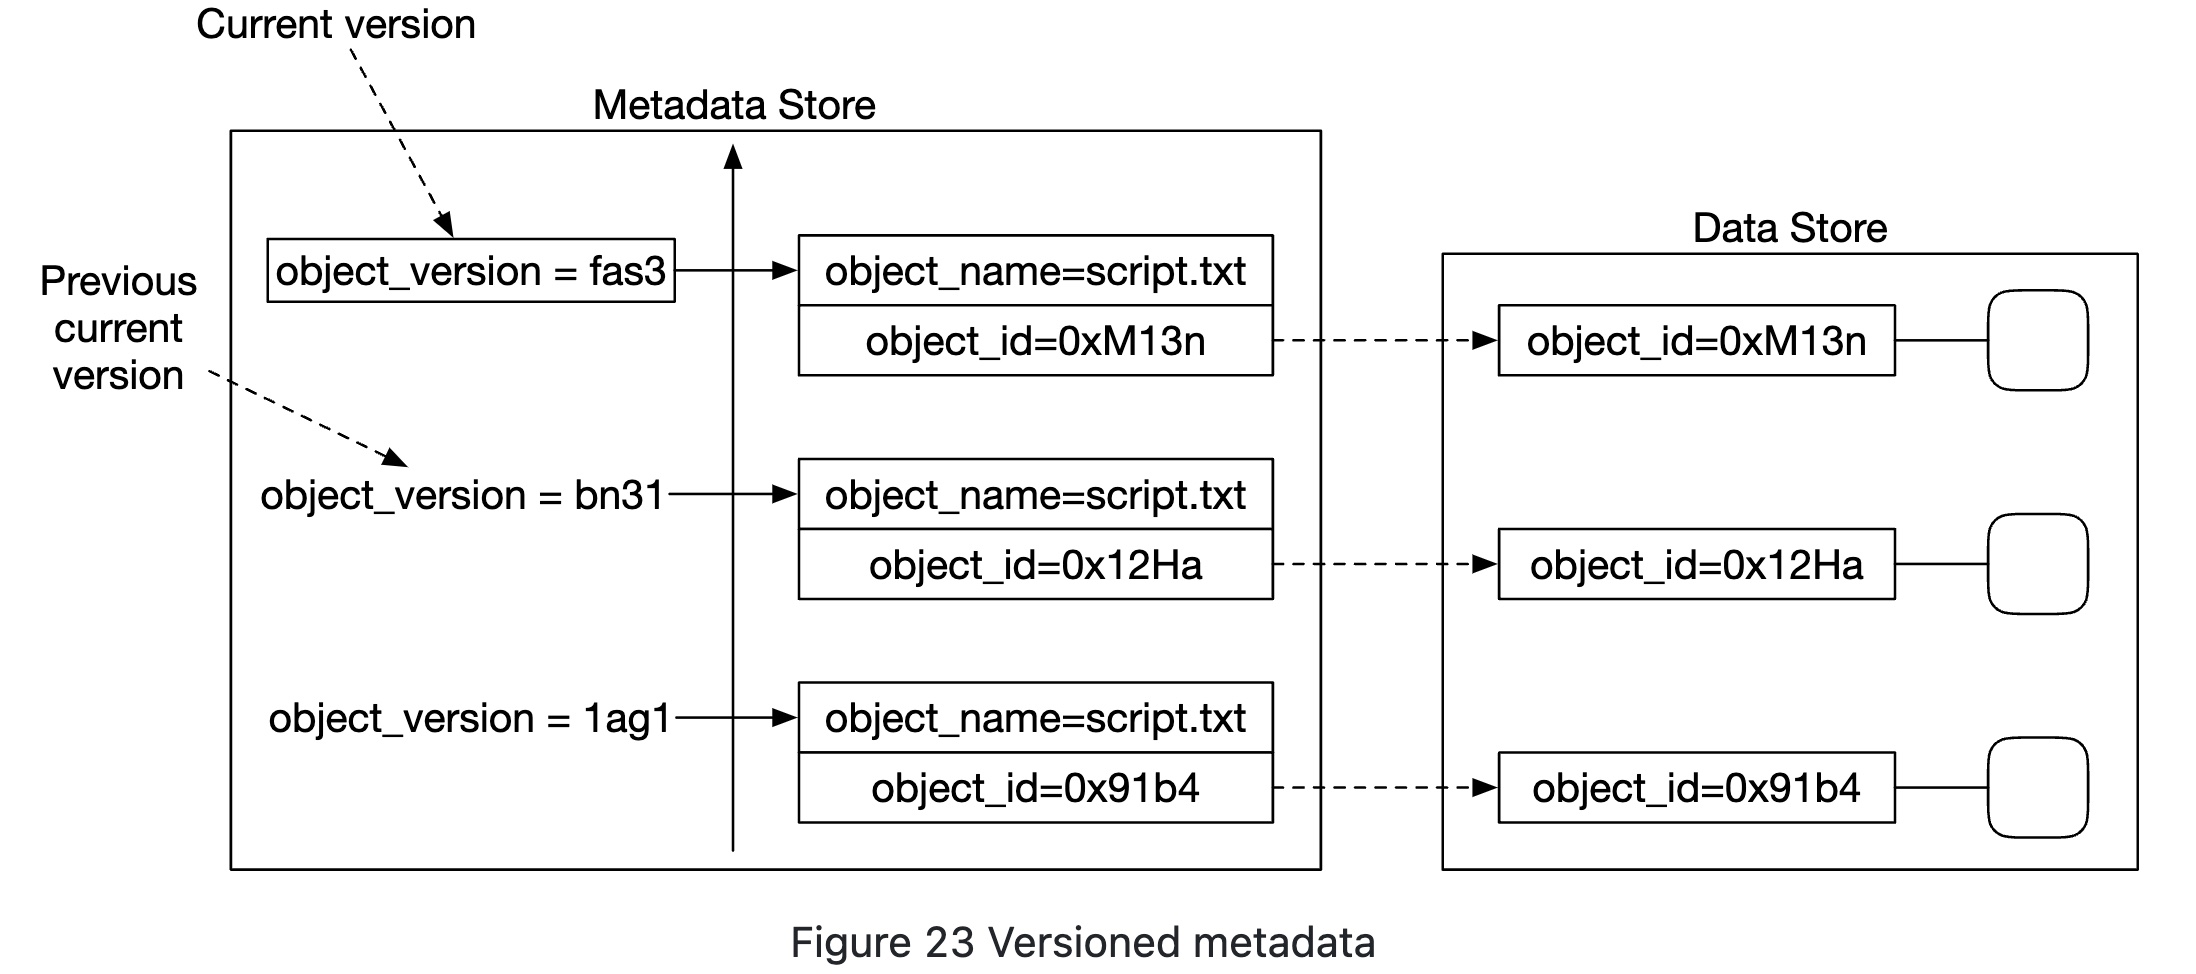 Current version
Metadata Store
Data Store
Previous
current
version
object_version = fas3
object_name=script.txt
object_id=0xM13n
object_id=0xM13n
object_version = bn31
object_name=script.txt
object_id=0x12Ha
object_id=0x12Ha
object_version = 1ag1
object_name=script.txt
object_id=0x91b4
object_id=0x91b4
Figure 23 Versioned metadata